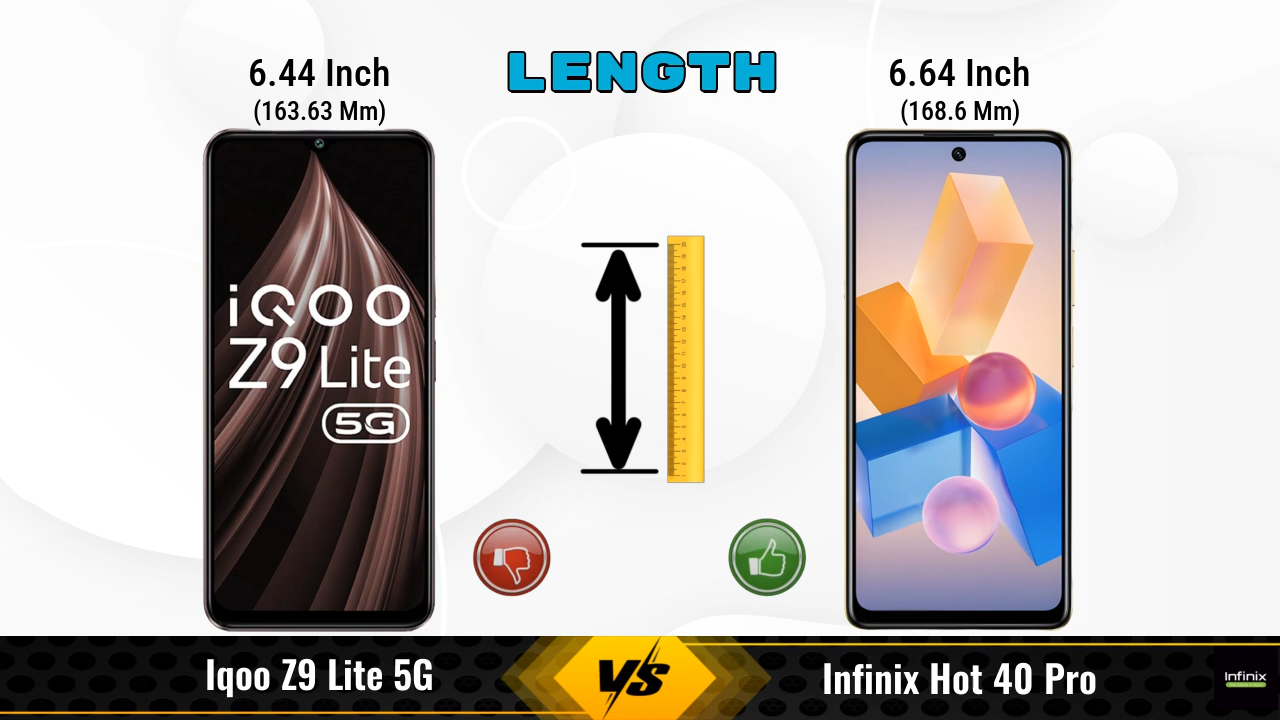 LENGTH
6.44 Inch
(163.63 Mm)
6.64 Inch
(168.6 Mm)
iQOO
Z9 Lite
5G
Iqoo Z9 Lite 5G
VS
Infinix Hot 40 Pro
Infinix